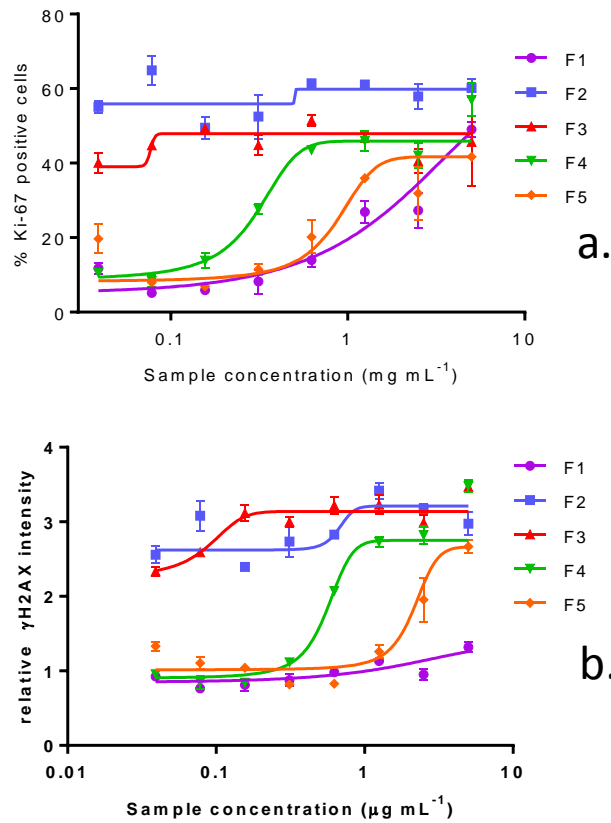 % Ki-67 positive cells
80
60
40
20
0
0.1
1
10
Sample concentration (mg mL-1)
F1
F2
F3
F4
F5
a.
relative γH2AX intensity
4
3
2
1
0
0.01
0.1
1
10
Sample concentration (μg mL-1)
F1
F2
F3
F4
F5
b.